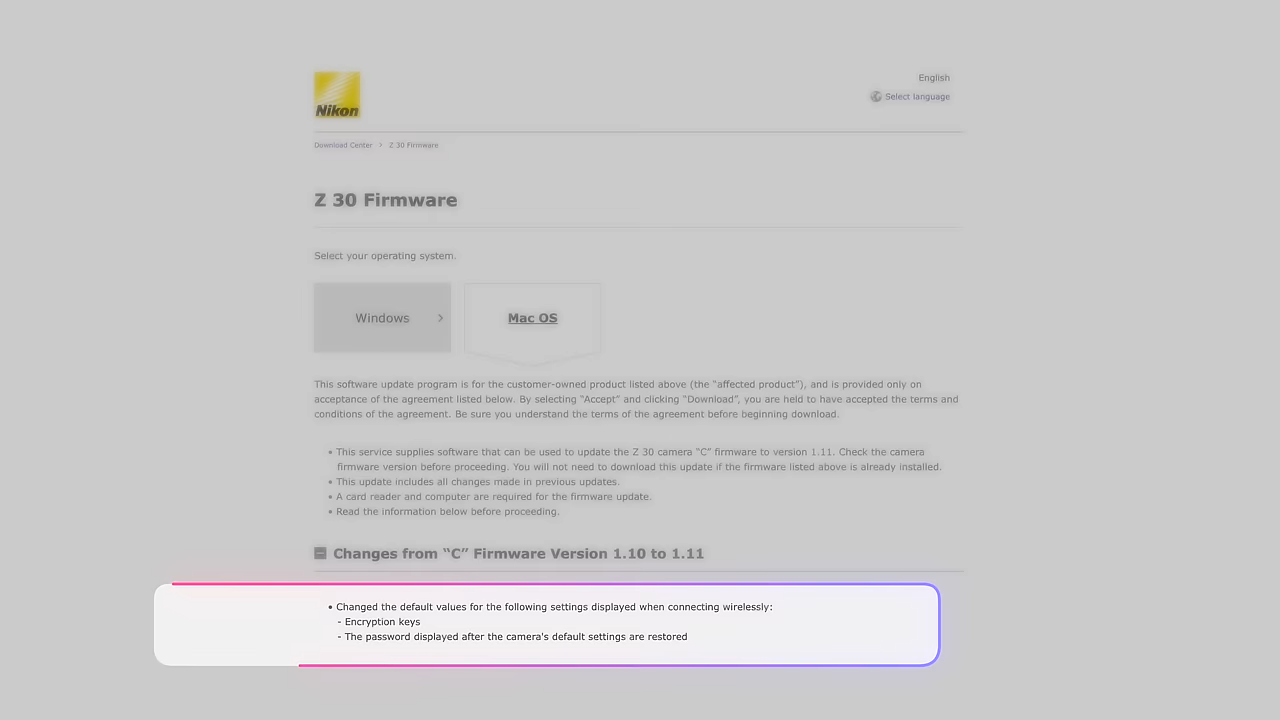 Nikon
English
Select language
Download Center > Z 30 Firmware
Z 30 Firmware
Select your operating system.
Windows >
Mac OS
This software update program is for the customer-owned product listed above (the “affected product”), and is provided only on
acceptance of the agreement listed below. By selecting “Accept” and clicking “Download”, you are held to have accepted the terms and
conditions of the agreement. Be sure you understand the terms of the agreement before beginning download.
• This service supplies software that can be used to update the Z 30 camera “C” firmware to version 1.11. Check the camera
firmware version before proceeding. You will not need to download this update if the firmware listed above is already installed.
• This update includes all changes made in previous updates.
• A card reader and computer are required for the firmware update.
• Read the information below before proceeding.
Changes from “C” Firmware Version 1.10 to 1.11
• Changed the default values for the following settings displayed when connecting wirelessly:
- Encryption keys
- The password displayed after the camera's default settings are restored